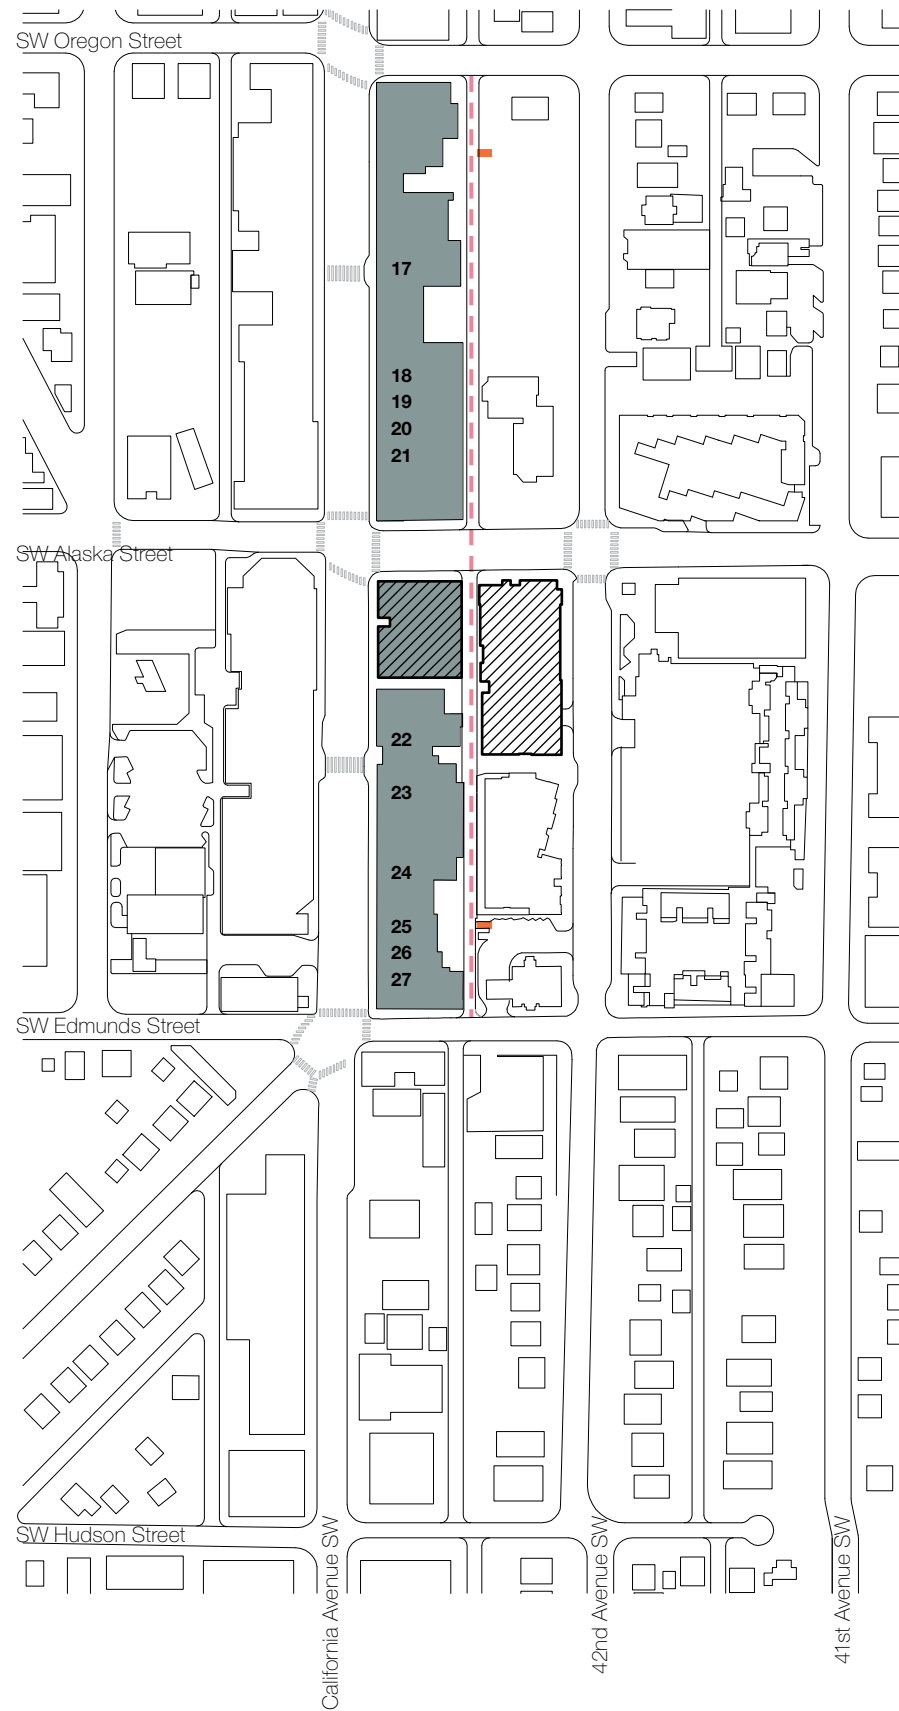 SW Oregon Street
17
18
19
20
21
SW Alaska Street
22
23
24
25
26
27
SW Edmunds Street
SW Hudson Street
California Avenue SW
42nd Avenue SW
41st Avenue SW